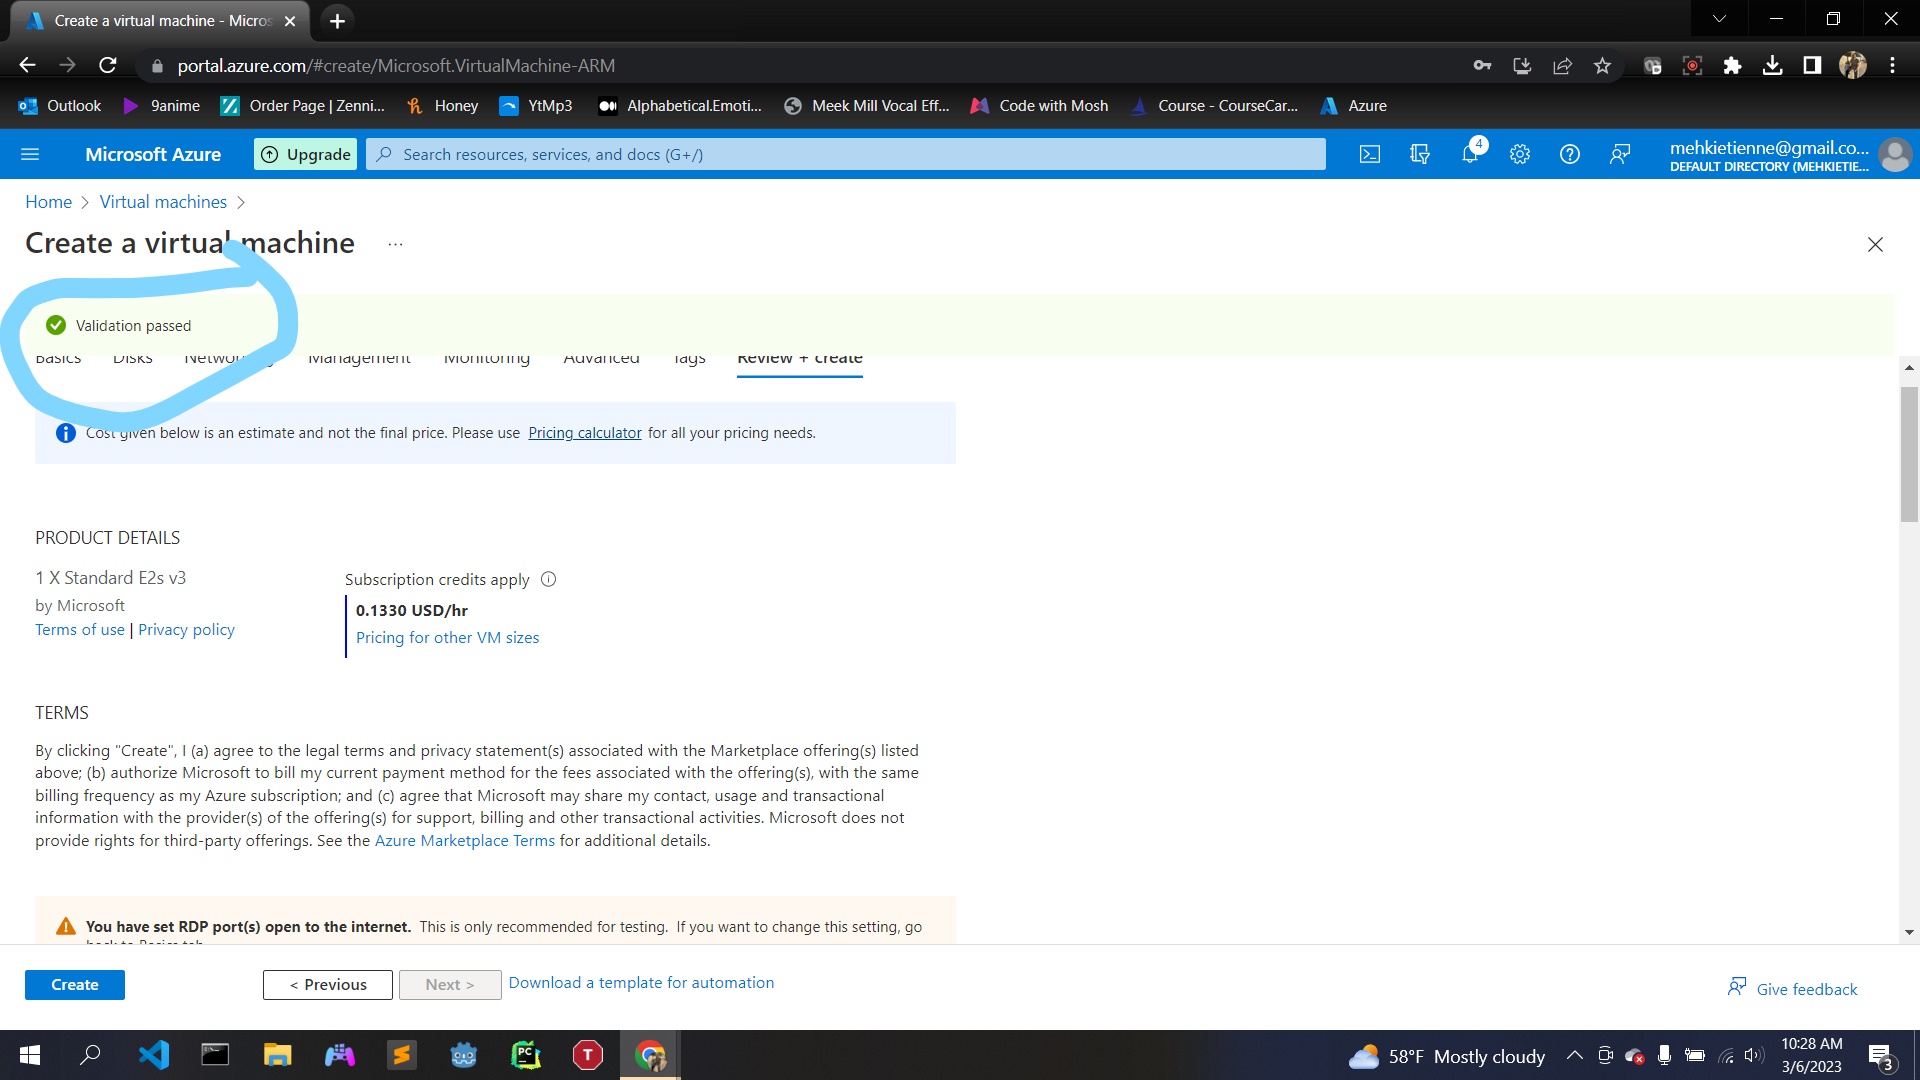 Create a virtual machine - Micros
portal.azure.com/#create/Microsoft.VirtualMachine-ARM
Outlook 9anime Order Page | Zenni... Honey YtMp3 Alphabetical.Emoti... Meek Mill Vocal Eff... Code with Mosh Course - CourseCar... Azure
Microsoft Azure Upgrade Search resources, services, and docs (G+/) 4 mehkietienne@gmail.co...
DEFAULT DIRECTORY (MEHKIETIE...
Home > Virtual machines >
Create a virtual machine ...
Validation passed
Basics Disks Networking Management Monitoring Advanced Tags Review + create
Cost given below is an estimate and not the final price. Please use Pricing calculator for all your pricing needs.
PRODUCT DETAILS
1 X Standard E2s v3
by Microsoft
Terms of use | Privacy policy
Subscription credits apply
0.1330 USD/hr
Pricing for other VM sizes
TERMS
By clicking "Create", I (a) agree to the legal terms and privacy statement(s) associated with the Marketplace offering(s) listed
above; (b) authorize Microsoft to bill my current payment method for the fees associated with the offering(s), with the same
billing frequency as my Azure subscription; and (c) agree that Microsoft may share my contact, usage and transactional
information with the provider(s) of the offering(s) for support, billing and other transactional activities. Microsoft does not
provide rights for third-party offerings. See the Azure Marketplace Terms for additional details.
You have set RDP port(s) open to the internet. This is only recommended for testing. If you want to change this setting, go
back to Basics tab
Create < Previous Next > Download a template for automation Give feedback
PC T 58°F Mostly cloudy 10:28 AM
3/6/2023 3